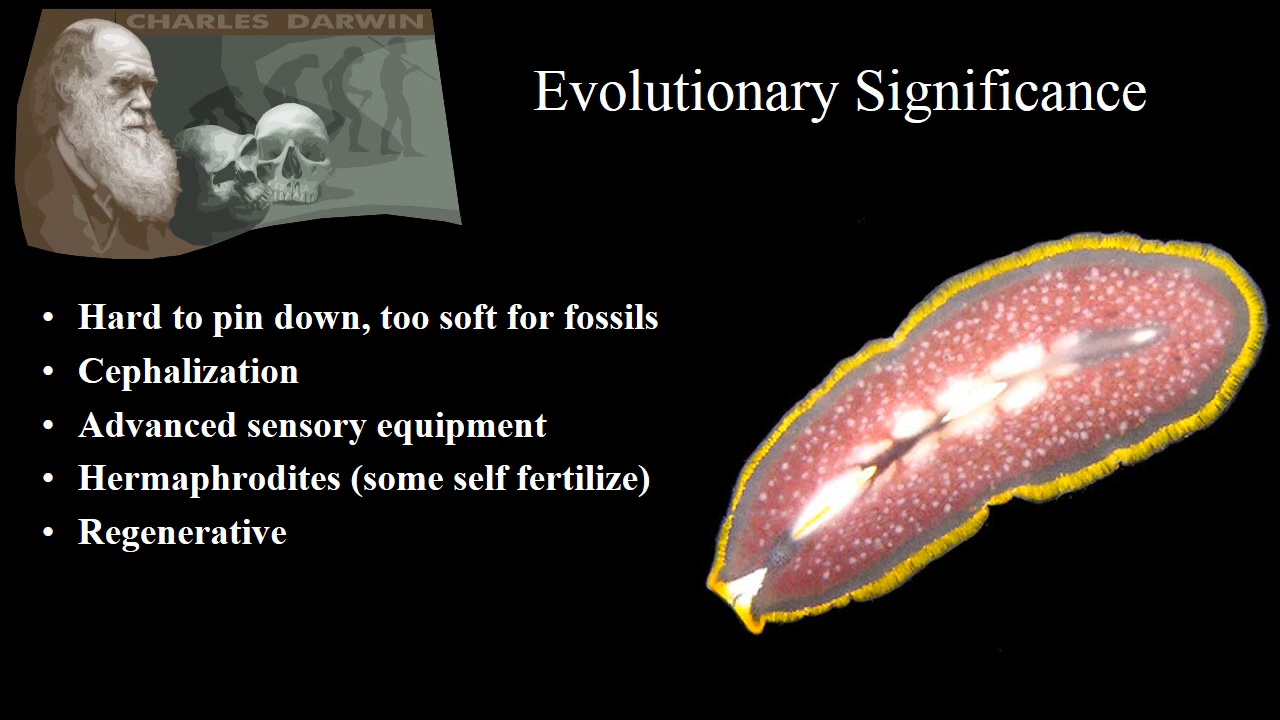 CHARLES DARWIN
Evolutionary Significance
• Hard to pin down, too soft for fossils
• Cephalization
• Advanced sensory equipment
• Hermaphrodites (some self fertilize)
• Regenerative